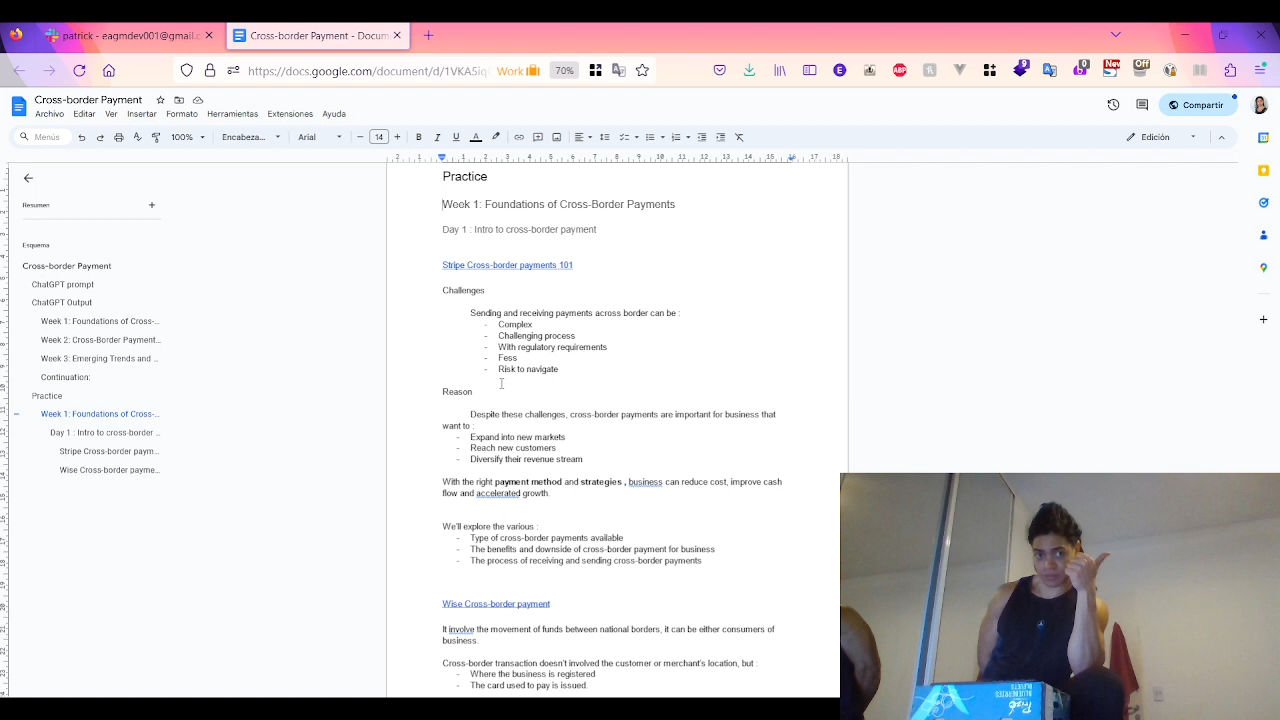 patrick - eaqmdev001@gmail.c
Cross-border Payment - Docum
https://docs.google.com/document/d/1VKA5iq
Work
70%
Cross-border Payment
Archivo Editar Ver Insertar Formato
Herramientas Extensiones Ayuda
Compartir
Menús
100%
Encabeza...
Arial
14
Edición
Resumen
Esquema
Cross-border Payment
ChatGPT prompt
ChatGPT Output
Week 1: Foundations of Cross-...
Week 2: Cross-Border Payment...
Week 3: Emerging Trends and ...
Continuation:
Practice
Week 1: Foundations of Cross-...
Day 1 : Intro to cross-border ...
Stripe Cross-border paym...
Wise Cross-border payme...
Practice
Week 1: Foundations of Cross-Border Payments
Day 1 : Intro to cross-border payment
Stripe Cross-border payments 101
Challenges
Sending and receiving payments across border can be :
- Complex
- Challenging process
- With regulatory requirements
- Fess
- Risk to navigate
Reason
Despite these challenges, cross-border payments are important for business that
want to :
- Expand into new markets
- Reach new customers
- Diversify their revenue stream
With the right payment method and strategies , business can reduce cost, improve cash
flow and accelerated growth.
We'll explore the various :
- Type of cross-border payments available
- The benefits and downside of cross-border payment for business
- The process of receiving and sending cross-border payments
Wise Cross-border payment
It involve the movement of funds between national borders, it can be either consumers of
business.
Cross-border transaction doesn't involved the customer or merchant's location, but :
- Where the business is registered
- The card used to pay is issued.
BLUEBERRIES